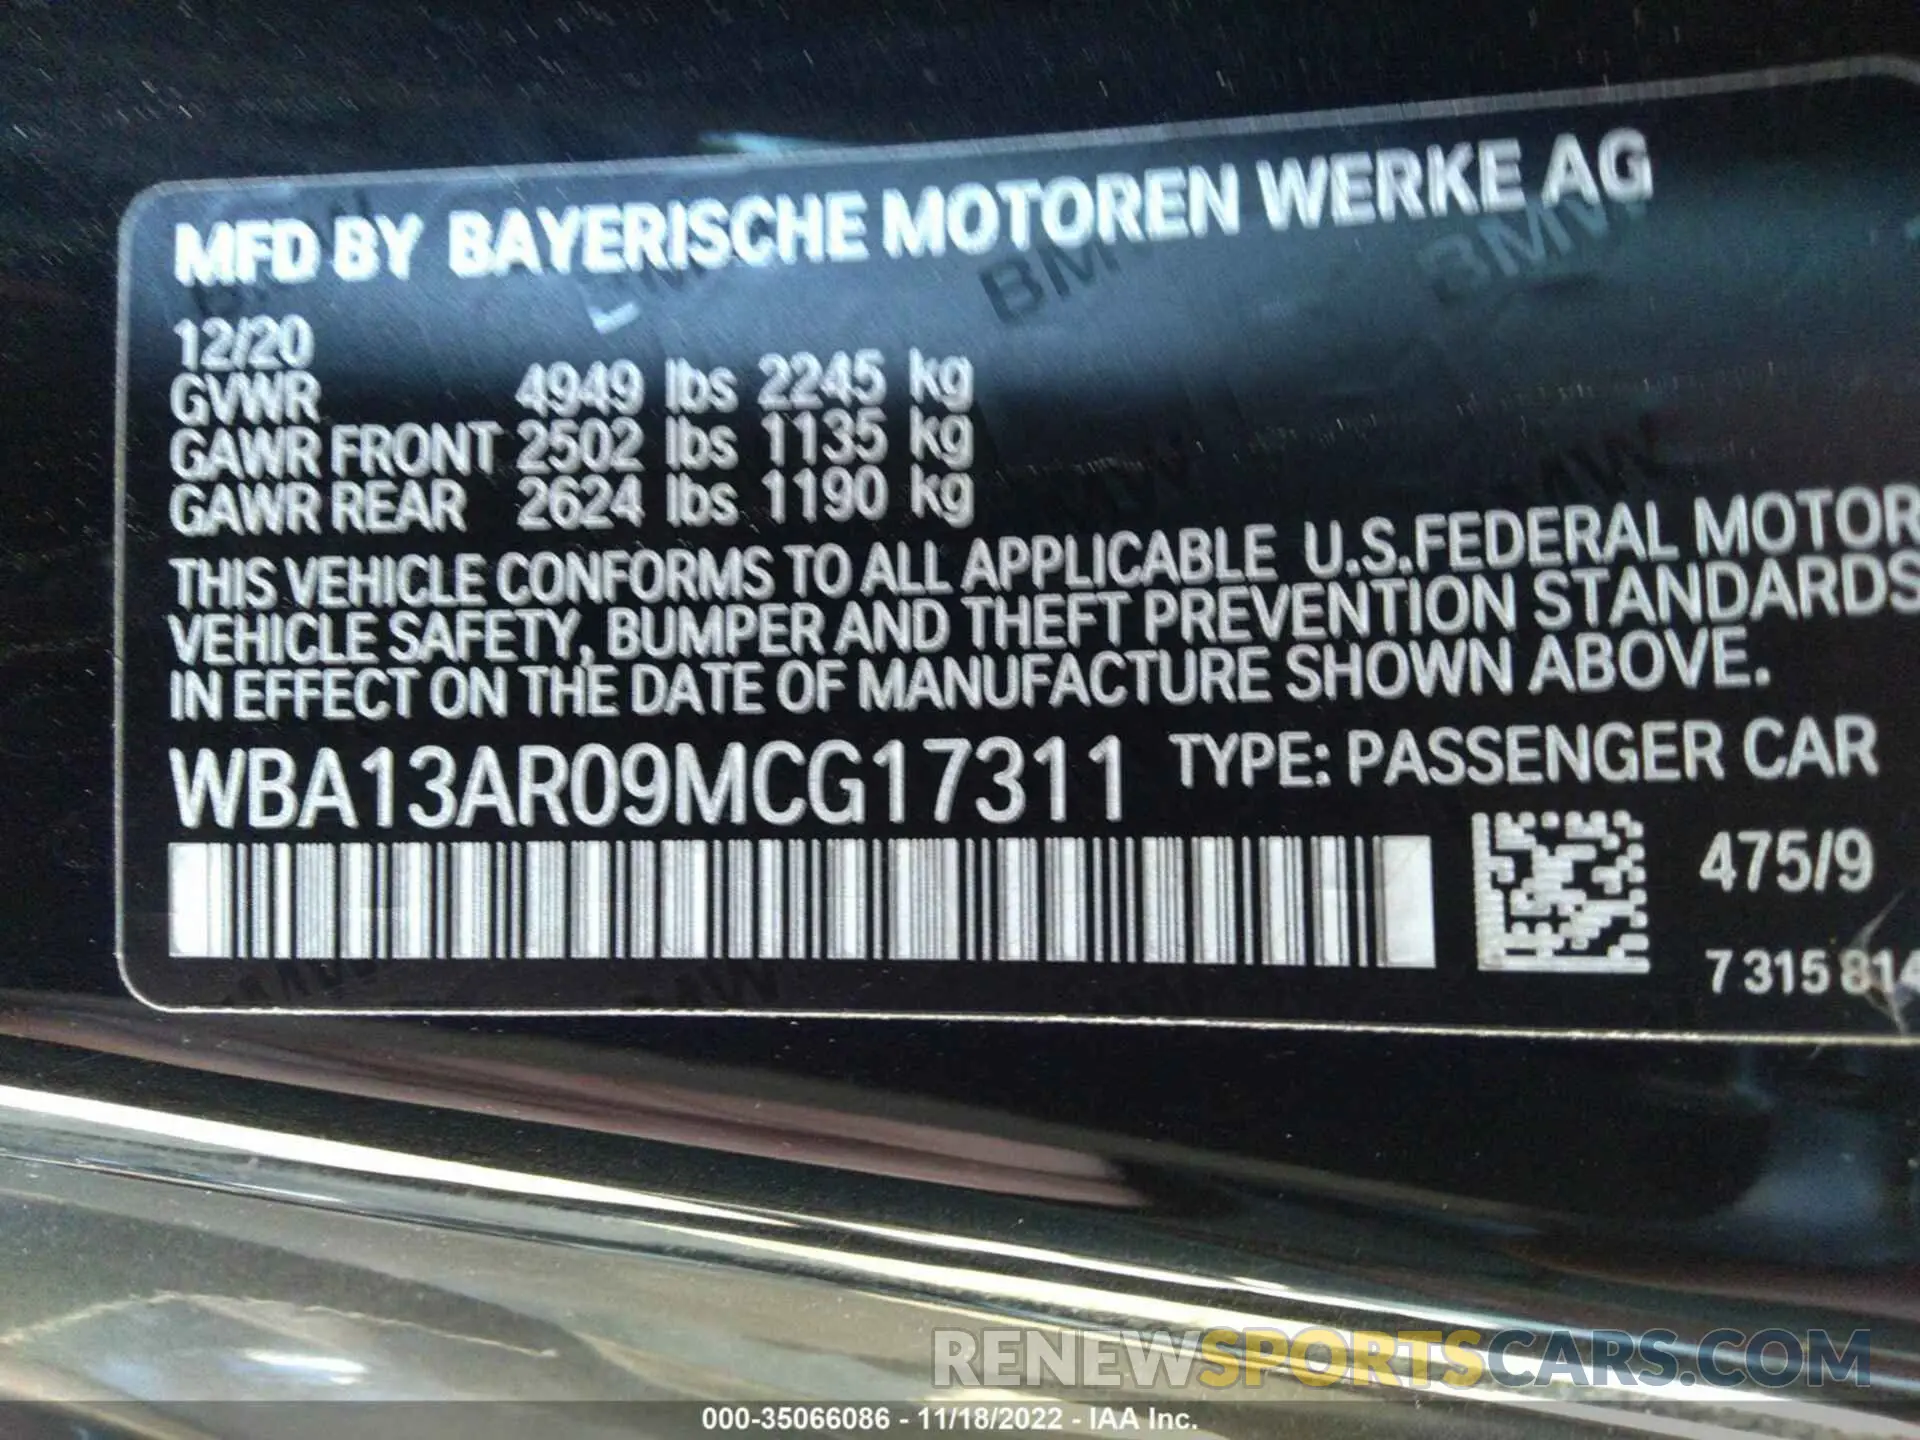 MFD BY BAYERISCHE MOTOREN WERKE AG
12/20
GVWR 4949 lbs 2245 kg
GAWR FRONT 2502 lbs 1135 kg
GAWR REAR 2624 lbs 1190 kg
THIS VEHICLE CONFORMS TO ALL APPLICABLE U.S.FEDERAL MOTOR
VEHICLE SAFETY, BUMPER AND THEFT PREVENTION STANDARDS
IN EFFECT ON THE DATE OF MANUFACTURE SHOWN ABOVE.
WBA13AR09MCG17311 TYPE: PASSENGER CAR
475/9
7 315 814
RENEWSPORTSCARS.COM
000-35066086 - 11/18/2022 - IAA Inc.